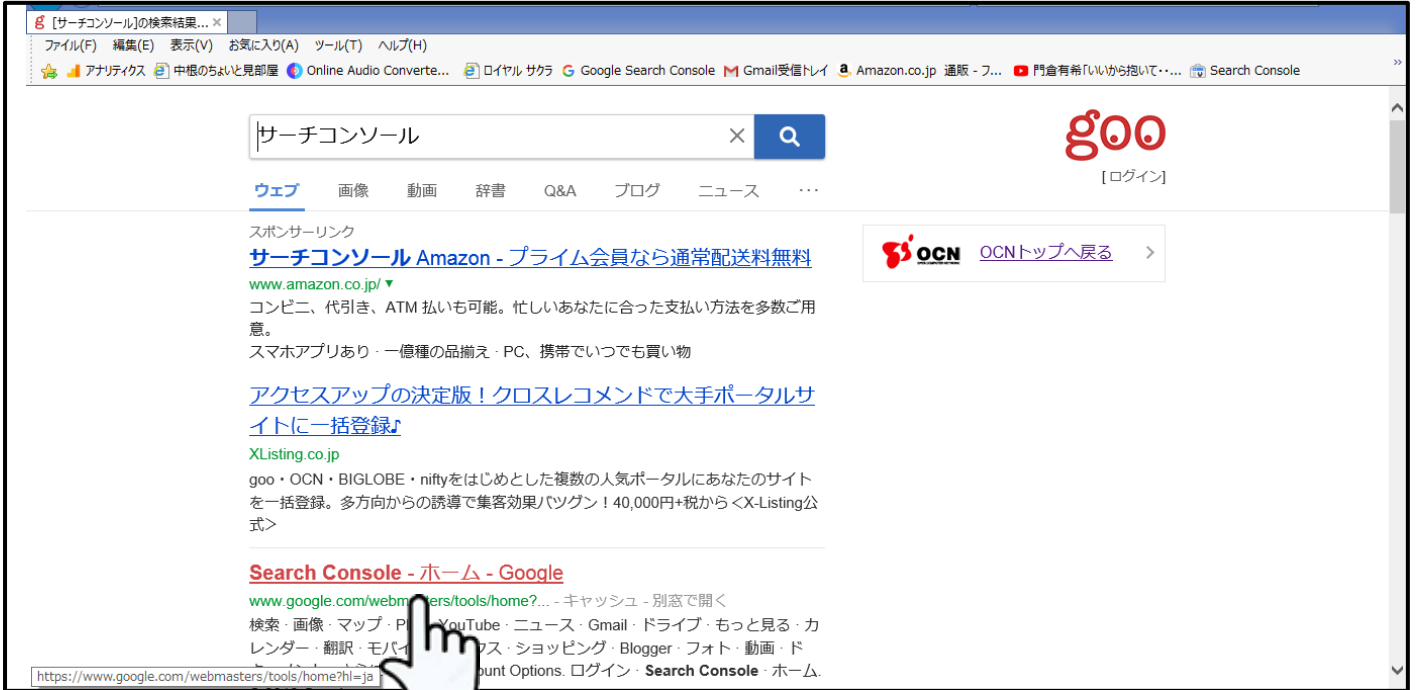 [サーチコンソール]の検索結果...
ファイル(F) 編集(E) 表示(V) お気に入り(A) ツール(T) ヘルプ(H)
アナリティクス 中根のちょいと見部屋 Online Audio Converte... ロイヤル サクラ Google Search Console Gmail受信トレイ Amazon.co.jp 通販 - フ... 門倉有希「いいから抱いて・・... Search Console »
サーチコンソール
goo
[ログイン]
ウェブ 画像 動画 辞書 Q&A ブログ ニュース ...
スポンサーリンク
サーチコンソール Amazon - プライム会員なら通常配送料無料
www.amazon.co.jp/
コンビニ、代引き、ATM 払いも可能。忙しいあなたに合った支払い方法を多数ご用
意。
スマホアプリあり · 一億種の品揃え · PC、携帯でいつでも買い物
OCN OCNトップへ戻る
アクセスアップの決定版！クロスレコメンドで大手ポータルサ
イトに一括登録♪
XListing.co.jp
goo・OCN・BIGLOBE・niftyをはじめとした複数の人気ポータルにあなたのサイト
を一括登録。多方向からの誘導で集客効果バツグン！40,000円+税から <X-Listing公
式>
Search Console - ホーム - Google
www.google.com/webmasters/tools/home?... - キャッシュ - 別窓で開く
検索 · 画像 · マップ · YouTube · ニュース · Gmail · ドライブ · もっと見る · カ
レンダー · 翻訳 · モバイ ショッピング · Blogger · フォト · 動画 · ド
Options. ログイン · Search Console · ホーム.
https://www.google.com/webmasters/tools/home?hl=ja